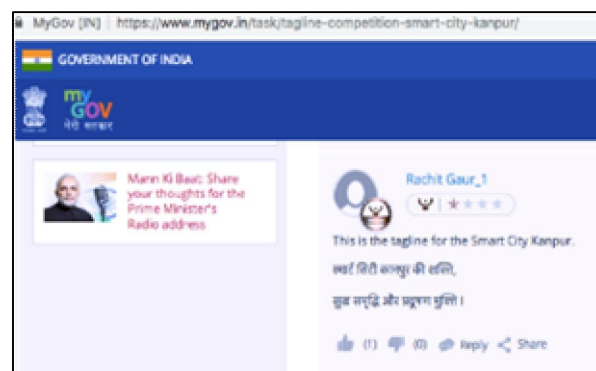 MyGov [IN] | https://www.mygov.in/task/tagline-competition-smart-city-kanpur/
GOVERNMENT OF INDIA
my
GOV
मेरी सरकार
Mann Ki Baat: Share
your thoughts for the
Prime Minister's
Radio address
Rachit Gaur_1
This is the tagline for the Smart City Kanpur.
स्मार्ट सिटी कानपुर की शक्ति,
सुख समृद्धि और प्रदूषण मुक्ति ।
(1) (0) Reply Share